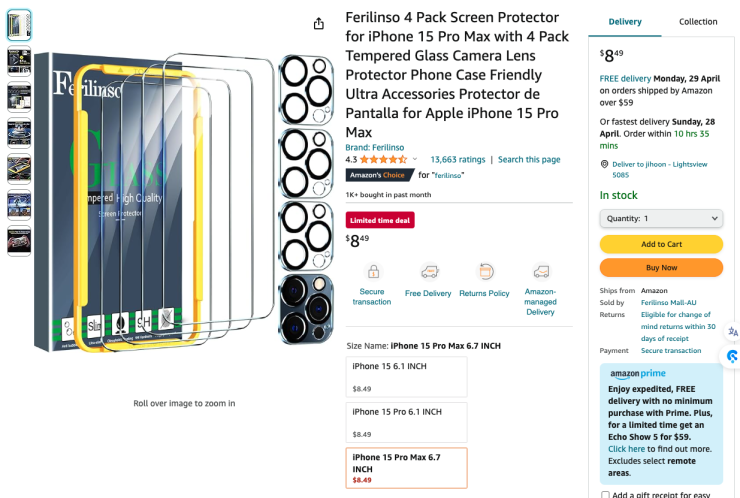 Ferilinso
GLASS
Tempered High Quality
Screen Protector
Roll over image to zoom in
Ferilinso 4 Pack Screen Protector
for iPhone 15 Pro Max with 4 Pack
Tempered Glass Camera Lens
Protector Phone Case Friendly
Ultra Accessories Protector de
Pantalla for Apple iPhone 15 Pro
Max
Brand: Ferilinso
4.3
13,663 ratings | Search this page
Amazon's Choice for "ferilinso"
1K+ bought in past month
Limited time deal
$8⁴⁹
Secure
transaction
Free Delivery
Returns Policy
Amazon-
managed
Delivery
Size Name: iPhone 15 Pro Max 6.7 INCH
iPhone 15 6.1 INCH
$8.49
iPhone 15 Pro 6.1 INCH
$8.49
iPhone 15 Pro Max 6.7
INCH
$8.49
Delivery
Collection
$8⁴⁹
FREE delivery Monday, 29 April
on orders shipped by Amazon
over $59
Or fastest delivery Sunday, 28
April. Order within 10 hrs 35
mins
Deliver to jihoon - Lightsview
5085
In stock
Quantity: 1
Add to Cart
Buy Now
Ships from Amazon
Sold by Ferilinso Mall-AU
Returns Eligible for change of
mind returns within 30
days of receipt
Payment Secure transaction
amazon prime
Enjoy expedited, FREE
delivery with no minimum
purchase with Prime. Plus,
for a limited time get an
Echo Show 5 for $59.
Click here to find out more.
Excludes select remote
areas.
Add a gift receipt for easy